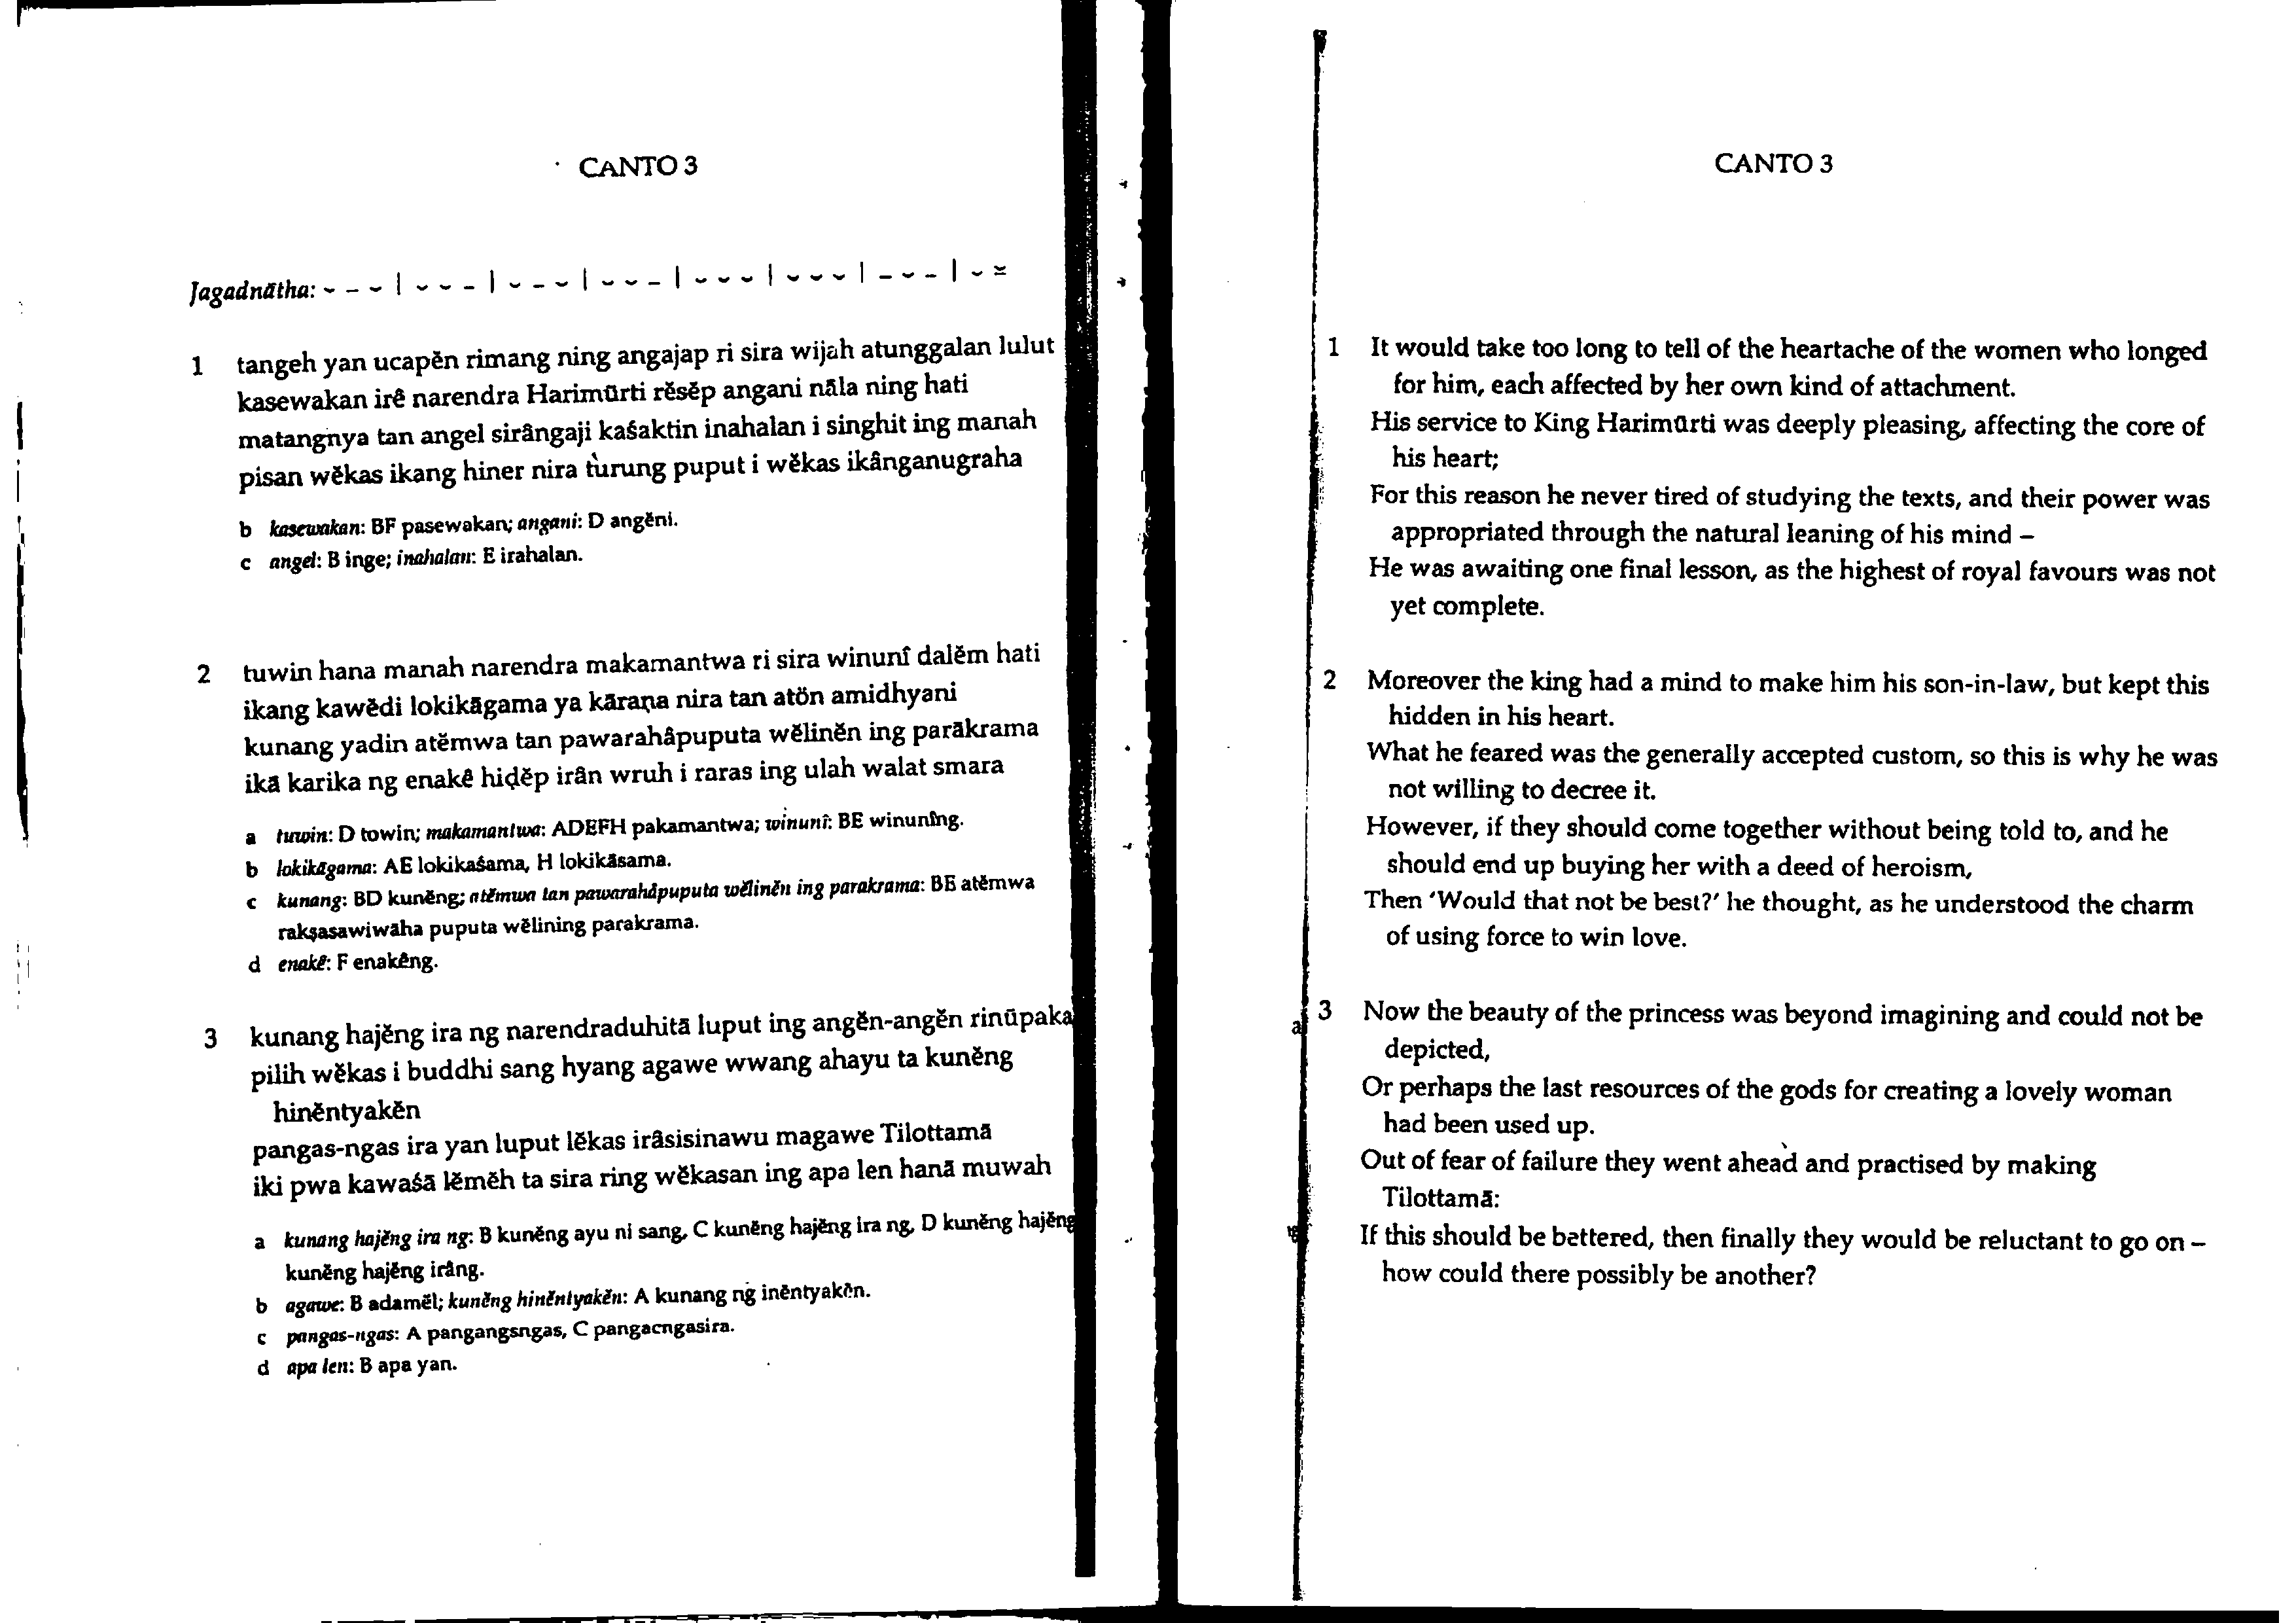 CANTO 3
Jagadnātha: ⏑ – ⏑ | ⏑ ⏑ – | ⏑ – ⏑ | ⏑ ⏑ – | ⏑ ⏑ ⏑ | ⏑ ⏑ ⏑ | – ⏑ – | ⏑ ⏓
1 tangeh yan ucapĕn rimang ning angajap ri sira wijah atunggalan lulut
kasewakan irê narendra Harimūrti rĕsĕp angani nāla ning hati
matangnya tan angel sirângaji kaśaktin inahalan i singhit ing manah
pisan wĕkas ikang hiner nira turung puput i wĕkas ikânganugraha
b kasewakan: BF pasewakan; angani: D angĕni.
c angel: B inge; inahalan: E irahalan.
2 tuwin hana manah narendra makamantwa ri sira winunî dalĕm hati
ikang kawĕdi lokikāgama ya kāraṇa nira tan atön amidhyani
kunang yadin atĕmwa tan pawarahâpuputa wĕlinĕn ing parākrama
ikā karika ng enakê hiḍĕp irân wruh i raras ing ulah walat smara
a tuwin: D towin; makamantwa: ADEFH pakamantwa; winunî: BE winunîng.
b lokikāgama: AE lokikaśama, H lokikāsama.
c kunang: BD kunĕng; atĕmwa tan pawarahâpuputa wĕlinĕn ing parakrama: BE atĕmwa
rakṣasawiwāha puputa wĕlining parakrama.
d enakê: F enakêng.
3 kunang hajĕng ira ng narendraduhitā luput ing angĕn-angĕn rinūpaka
pilih wĕkas i buddhi sang hyang agawe wwang ahayu ta kunĕng
hinĕntyakĕn
pangas-ngas ira yan luput lĕkas irâsisinawu magawe Tilottamā
iki pwa kawaśā lĕmĕh ta sira ring wĕkasan ing apa len hanā muwah
a kunang hajĕng ira ng: B kunĕng ayu ni sang, C kunĕng hajĕng ira ng, D kunĕng hajĕng
kunĕng hajĕng irâng.
b agawe: B adamĕl; kunĕng hinĕntyakĕn: A kunang ng inĕntyakĕn.
c pangas-ngas: A pangangsngas, C pangacngasira.
d apa len: B apa yan.
CANTO 3
1 It would take too long to tell of the heartache of the women who longed
for him, each affected by her own kind of attachment.
His service to King Harimūrti was deeply pleasing, affecting the core of
his heart;
For this reason he never tired of studying the texts, and their power was
appropriated through the natural leaning of his mind –
He was awaiting one final lesson, as the highest of royal favours was not
yet complete.
2 Moreover the king had a mind to make him his son-in-law, but kept this
hidden in his heart.
What he feared was the generally accepted custom, so this is why he was
not willing to decree it.
However, if they should come together without being told to, and he
should end up buying her with a deed of heroism,
Then ‘Would that not be best?’ he thought, as he understood the charm
of using force to win love.
3 Now the beauty of the princess was beyond imagining and could not be
depicted,
Or perhaps the last resources of the gods for creating a lovely woman
had been used up.
Out of fear of failure they went ahead and practised by making
Tilottamā:
If this should be bettered, then finally they would be reluctant to go on –
how could there possibly be another?